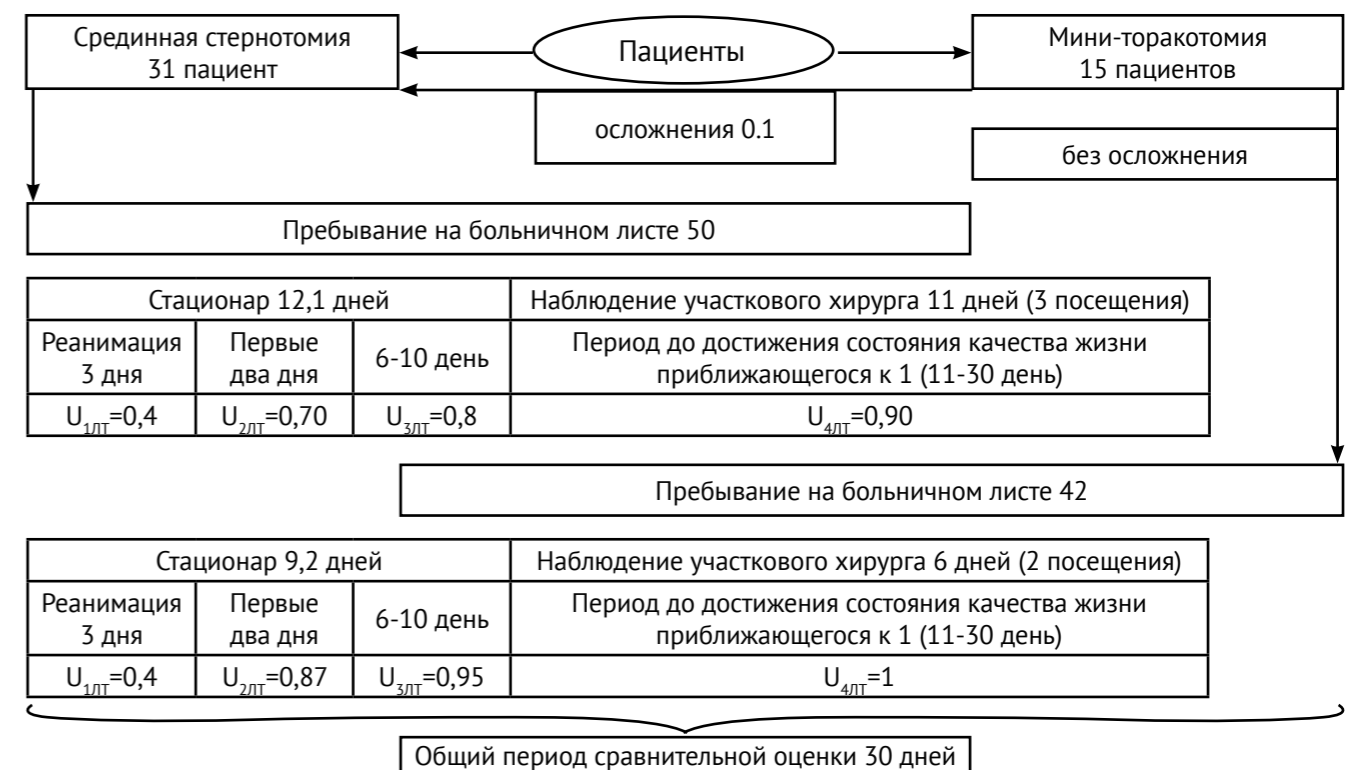 Срединная стернотомия
31 пациент
Пациенты
Мини-торакотомия
15 пациентов
осложнения 0.1
без осложнения
Пребывание на больничном листе 50
Стационар 12,1 дней
Наблюдение участкового хирурга 11 дней (3 посещения)
Реанимация
3 дня
Первые
два дня
6-10 день
Период до достижения состояния качества жизни
приближающегося к 1 (11-30 день)
U1ЛТ=0,4
U2ЛТ=0,70
U3ЛТ=0,8
U4ЛТ=0,90
Пребывание на больничном листе 42
Стационар 9,2 дней
Наблюдение участкового хирурга 6 дней (2 посещения)
Реанимация
3 дня
Первые
два дня
6-10 день
Период до достижения состояния качества жизни
приближающегося к 1 (11-30 день)
U1ЛТ=0,4
U2ЛТ=0,87
U3ЛТ=0,95
U4ЛТ=1
Общий период сравнительной оценки 30 дней